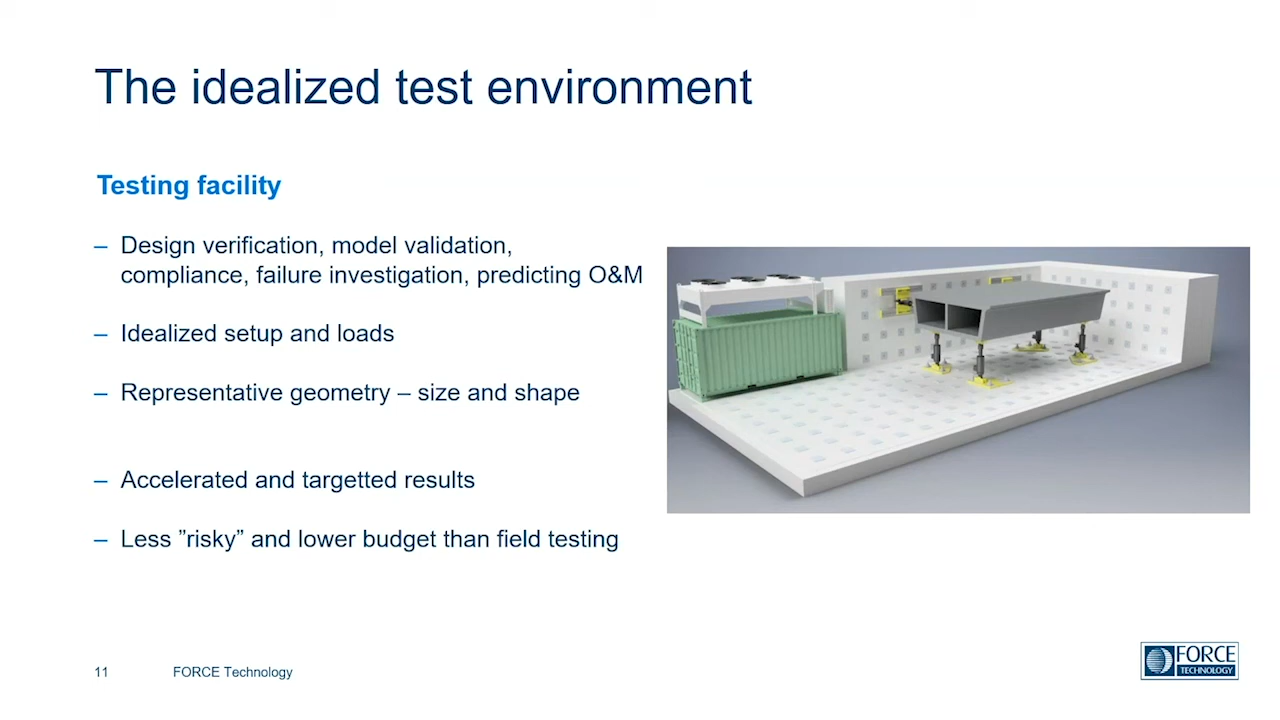 The idealized test environment
Testing facility
– Design verification, model validation,
compliance, failure investigation, predicting O&M
– Idealized setup and loads
– Representative geometry – size and shape
– Accelerated and targetted results
– Less ”risky” and lower budget than field testing
11 FORCE Technology
FORCE
TECHNOLOGY